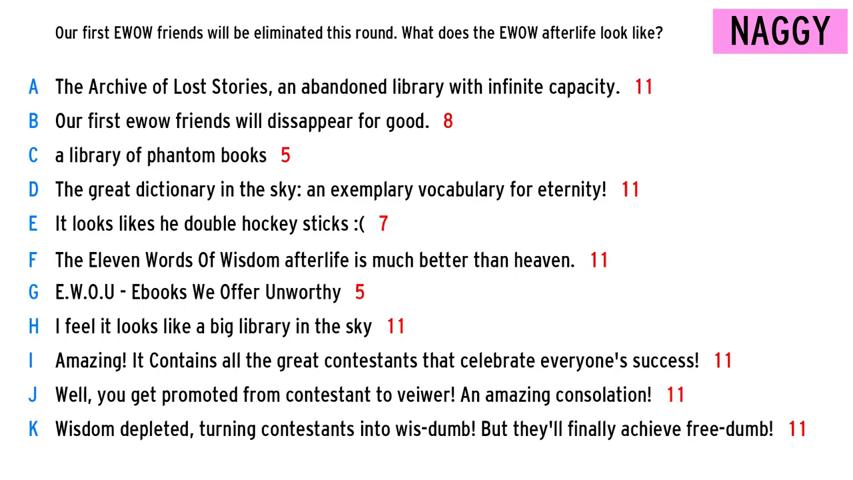 Our first EWOW friends will be eliminated this round. What does the EWOW afterlife look like?
NAGGY
A The Archive of Lost Stories, an abandoned library with infinite capacity. 11
B Our first ewow friends will dissappear for good. 8
C a library of phantom books 5
D The great dictionary in the sky: an exemplary vocabulary for eternity! 11
E It looks likes he double hockey sticks :( 7
F The Eleven Words Of Wisdom afterlife is much better than heaven. 11
G E.W.O.U - Ebooks We Offer Unworthy 5
H I feel it looks like a big library in the sky 11
I Amazing! It Contains all the great contestants that celebrate everyone's success! 11
J Well, you get promoted from contestant to veiwer! An amazing consolation! 11
K Wisdom depleted, turning contestants into wis-dumb! But they'll finally achieve free-dumb! 11